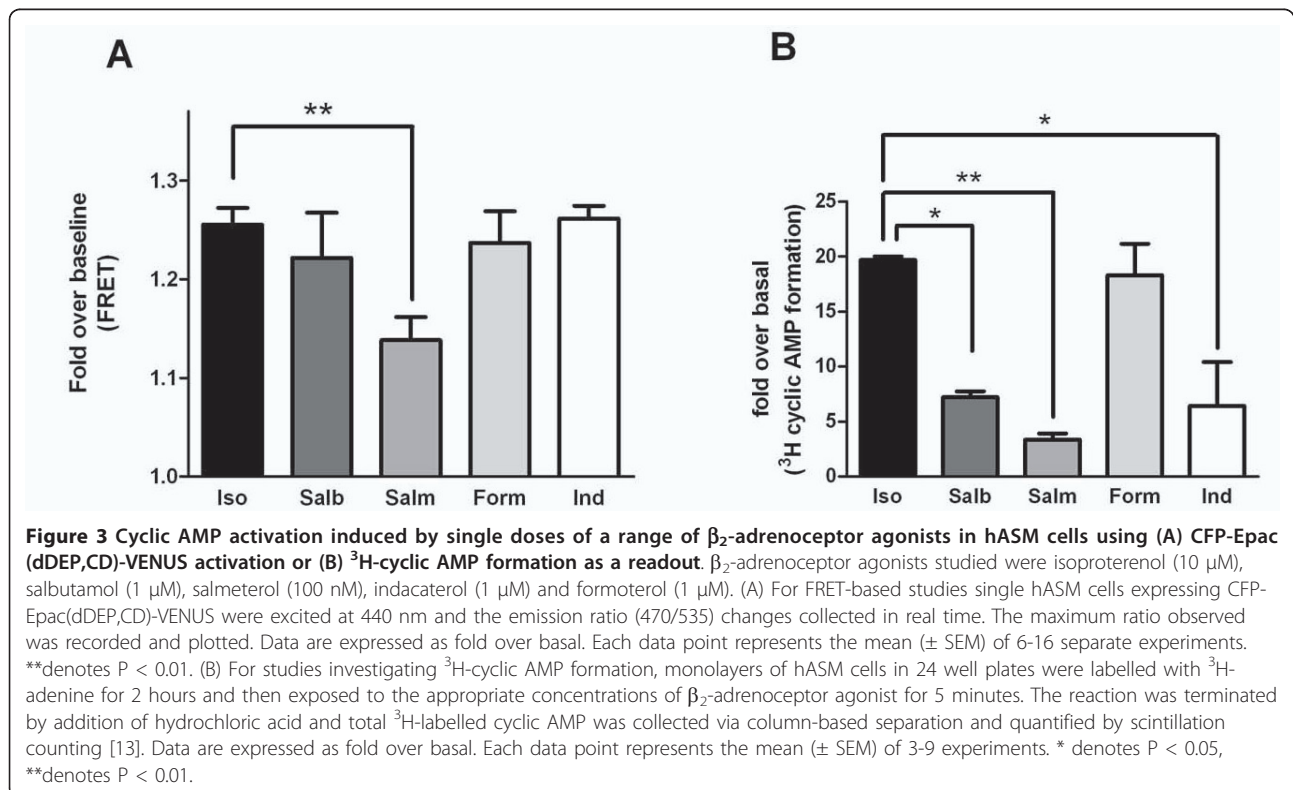 A
B
**
*
**
*
Fold over baseline
(FRET)
1.3
1.2
1.1
1.0
Iso Salb Salm Form Ind
fold over basal
(³H cyclic AMP formation)
25
20
15
10
5
0
Iso Salb Salm Form Ind
Figure 3 Cyclic AMP activation induced by single doses of a range of β₂-adrenoceptor agonists in hASM cells using (A) CFP-Epac
(dDEP,CD)-VENUS activation or (B) ³H-cyclic AMP formation as a readout. β₂-adrenoceptor agonists studied were isoproterenol (10 μM),
salbutamol (1 μM), salmeterol (100 nM), indacaterol (1 μM) and formoterol (1 μM). (A) For FRET-based studies single hASM cells expressing CFP-
Epac(dDEP,CD)-VENUS were excited at 440 nm and the emission ratio (470/535) changes collected in real time. The maximum ratio observed
was recorded and plotted. Data are expressed as fold over basal. Each data point represents the mean (± SEM) of 6-16 separate experiments.
**denotes P < 0.01. (B) For studies investigating ³H-cyclic AMP formation, monolayers of hASM cells in 24 well plates were labelled with ³H-
adenine for 2 hours and then exposed to the appropriate concentrations of β₂-adrenoceptor agonist for 5 minutes. The reaction was terminated
by addition of hydrochloric acid and total ³H-labelled cyclic AMP was collected via column-based separation and quantified by scintillation
counting [13]. Data are expressed as fold over basal. Each data point represents the mean (± SEM) of 3-9 experiments. * denotes P < 0.05,
**denotes P < 0.01.